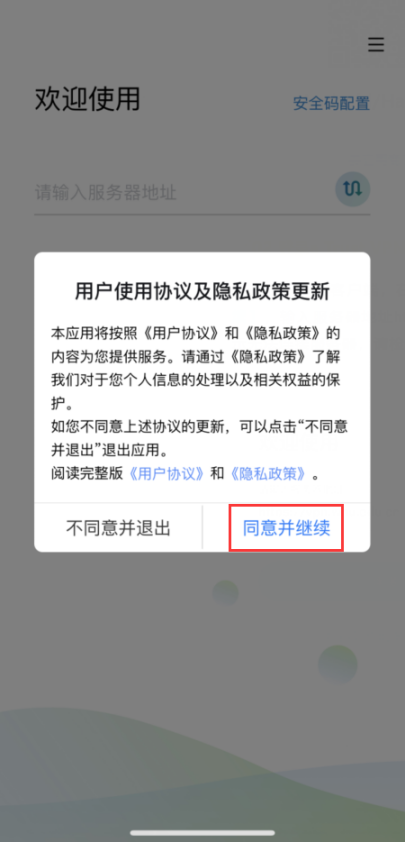 欢迎使用
安全码配置
请输入服务器地址
用户使用协议及隐私政策更新
本应用将按照《用户协议》和《隐私政策》的
内容为您提供服务。请通过《隐私政策》了解
我们对于您个人信息的处理以及相关权益的保
护。
如您不同意上述协议的更新，可以点击“不同意
并退出”退出应用。
阅读完整版《用户协议》和《隐私政策》。
不同意并退出
同意并继续